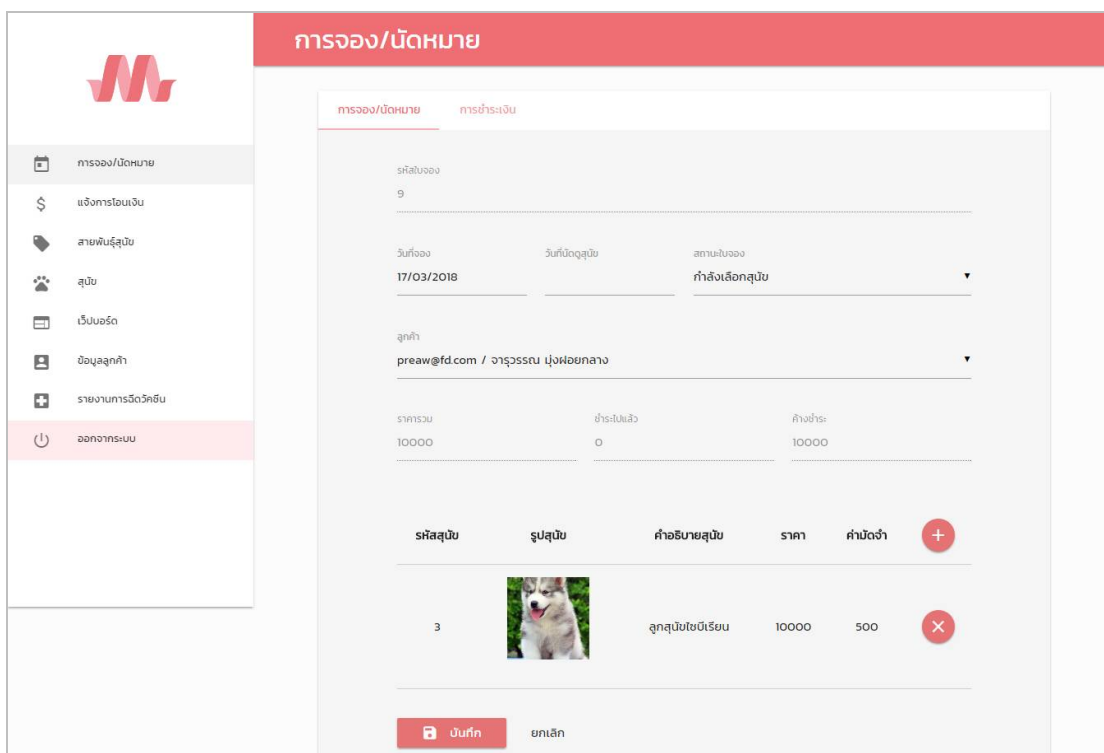 การจอง/นัดหมาย
การจอง/นัดหมาย การชำระเงิน
การจอง/นัดหมาย
แจ้งการโอนเงิน
สายพันธุ์สุนัข
สุนัข
เว็ปบอร์ด
ข้อมูลลูกค้า
รายงานการฉีดวัคซีน
ออกจากระบบ
รหัสใบจอง
9
วันที่จอง วันที่นัดดูสุนัข สถานะใบจอง
17/03/2018 กำลังเลือกสุนัข
ลูกค้า
preaw@fd.com / จารุวรรณ มุ่งฝอยกลาง
ราคารวม ชำระไปแล้ว ค้างชำระ
10000 0 10000
รหัสสุนัข รูปสุนัข คำอธิบายสุนัข ราคา ค่ามัดจำ
3 ลูกสุนัขไซบีเรียน 10000 500
บันทึก ยกเลิก